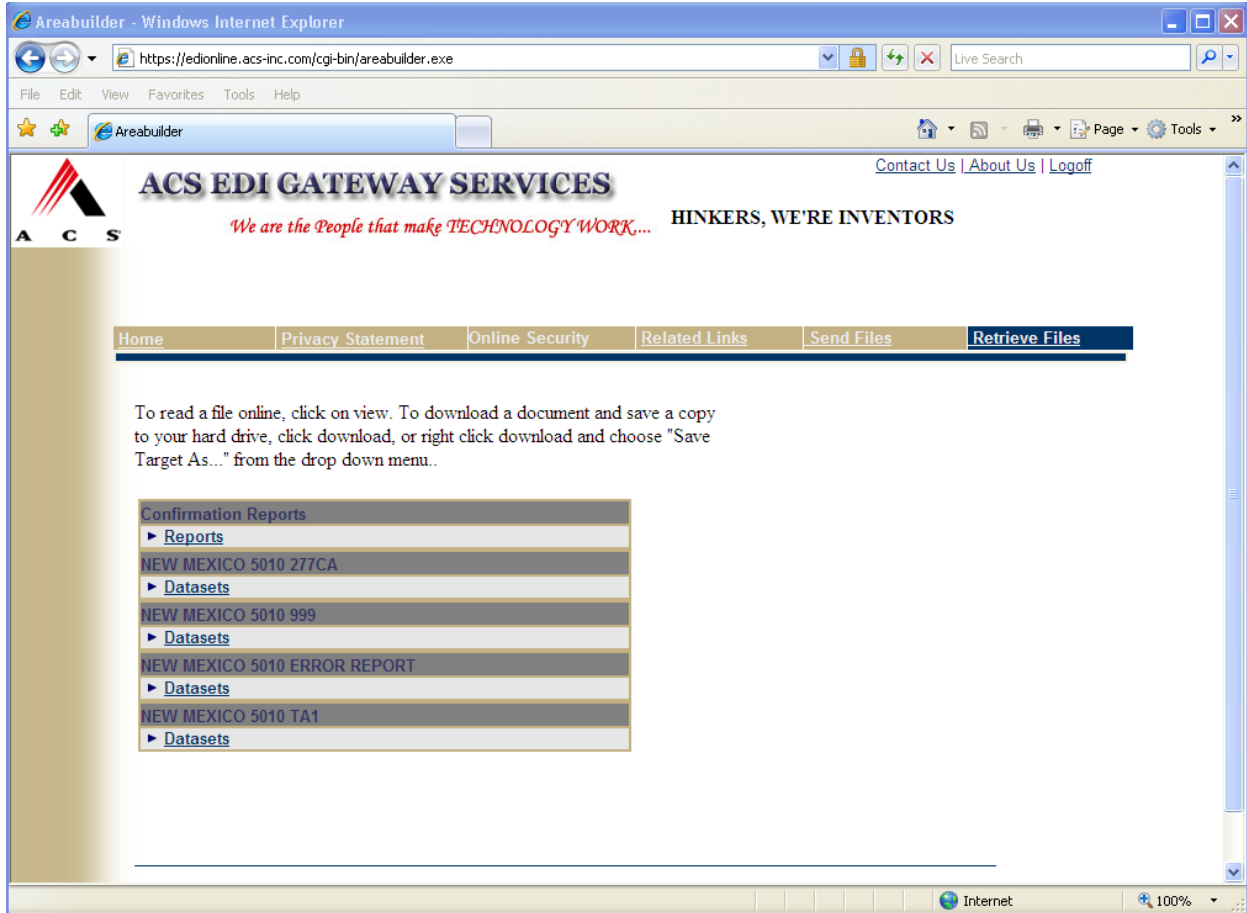 Areabuilder - Windows Internet Explorer
https://edionline.acs-inc.com/cgi-bin/areabuilder.exe
Live Search
File Edit View Favorites Tools Help
Areabuilder
Page Tools
Contact Us | About Us | Logoff
ACS EDI GATEWAY SERVICES
We are the People that make TECHNOLOGY WORK....
HINKERS, WE'RE INVENTORS
A C S
Home Privacy Statement Online Security Related Links Send Files Retrieve Files
To read a file online, click on view. To download a document and save a copy
to your hard drive, click download, or right click download and choose "Save
Target As..." from the drop down menu..
Confirmation Reports
Reports
NEW MEXICO 5010 277CA
Datasets
NEW MEXICO 5010 999
Datasets
NEW MEXICO 5010 ERROR REPORT
Datasets
NEW MEXICO 5010 TA1
Datasets
Internet
100%